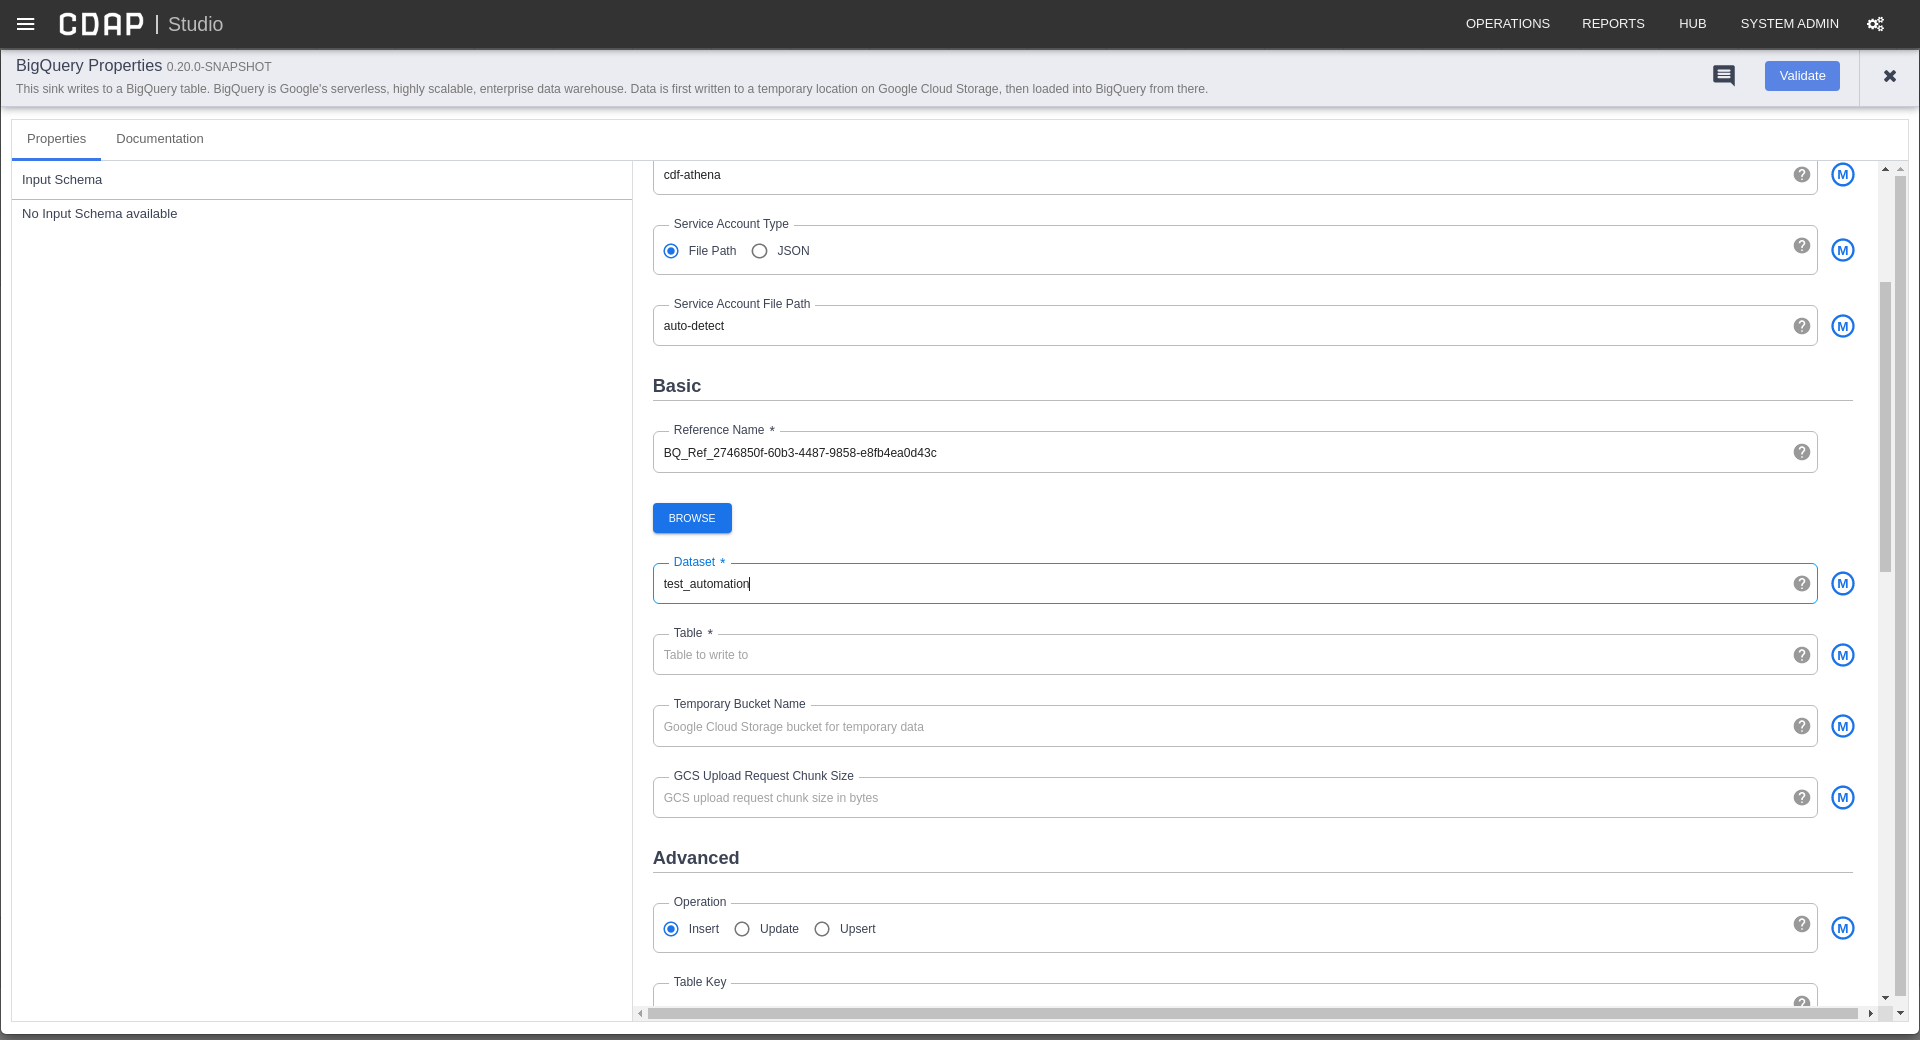 CDAP | Studio
OPERATIONS REPORTS HUB SYSTEM ADMIN
BigQuery Properties 0.20.0-SNAPSHOT
This sink writes to a BigQuery table. BigQuery is Google's serverless, highly scalable, enterprise data warehouse. Data is first written to a temporary location on Google Cloud Storage, then loaded into BigQuery from there.
Validate
Properties Documentation
Input Schema
No Input Schema available
cdf-athena
M
Service Account Type
File Path JSON
M
Service Account File Path
auto-detect
M
Basic
Reference Name *
BQ_Ref_2746850f-60b3-4487-9858-e8fb4ea0d43c
BROWSE
Dataset *
test_automation
M
Table *
Table to write to
M
Temporary Bucket Name
Google Cloud Storage bucket for temporary data
M
GCS Upload Request Chunk Size
GCS upload request chunk size in bytes
M
Advanced
Operation
Insert Update Upsert
M
Table Key